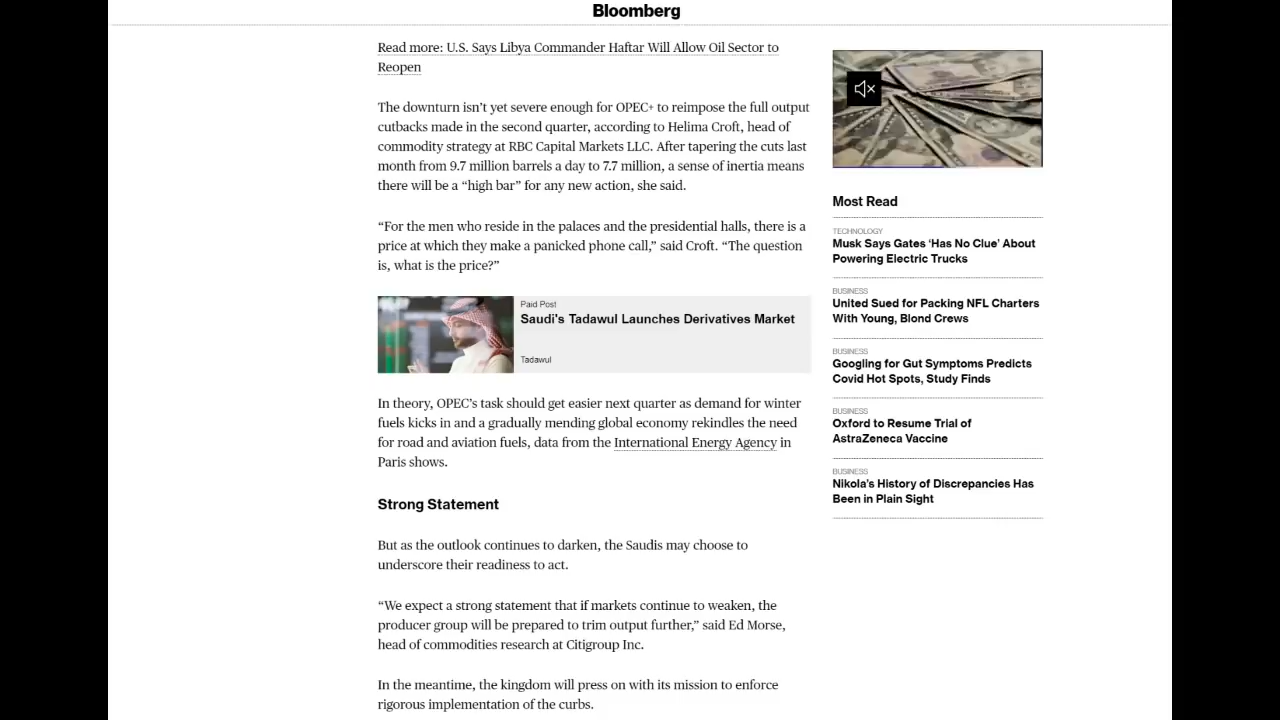 Bloomberg
Read more: U.S. Says Libya Commander Haftar Will Allow Oil Sector to
Reopen
The downturn isn’t yet severe enough for OPEC+ to reimpose the full output
cutbacks made in the second quarter, according to Helima Croft, head of
commodity strategy at RBC Capital Markets LLC. After tapering the cuts last
month from 9.7 million barrels a day to 7.7 million, a sense of inertia means
there will be a “high bar” for any new action, she said.
“For the men who reside in the palaces and the presidential halls, there is a
price at which they make a panicked phone call,” said Croft. “The question
is, what is the price?”
Paid Post
Saudi's Tadawul Launches Derivatives Market
Tadawul
In theory, OPEC’s task should get easier next quarter as demand for winter
fuels kicks in and a gradually mending global economy rekindles the need
for road and aviation fuels, data from the International Energy Agency in
Paris shows.
Strong Statement
But as the outlook continues to darken, the Saudis may choose to
underscore their readiness to act.
“We expect a strong statement that if markets continue to weaken, the
producer group will be prepared to trim output further,” said Ed Morse,
head of commodities research at Citigroup Inc.
In the meantime, the kingdom will press on with its mission to enforce
rigorous implementation of the curbs.
Most Read
TECHNOLOGY
Musk Says Gates ‘Has No Clue’ About
Powering Electric Trucks
BUSINESS
United Sued for Packing NFL Charters
With Young, Blond Crews
BUSINESS
Googling for Gut Symptoms Predicts
Covid Hot Spots, Study Finds
BUSINESS
Oxford to Resume Trial of
AstraZeneca Vaccine
BUSINESS
Nikola’s History of Discrepancies Has
Been in Plain Sight